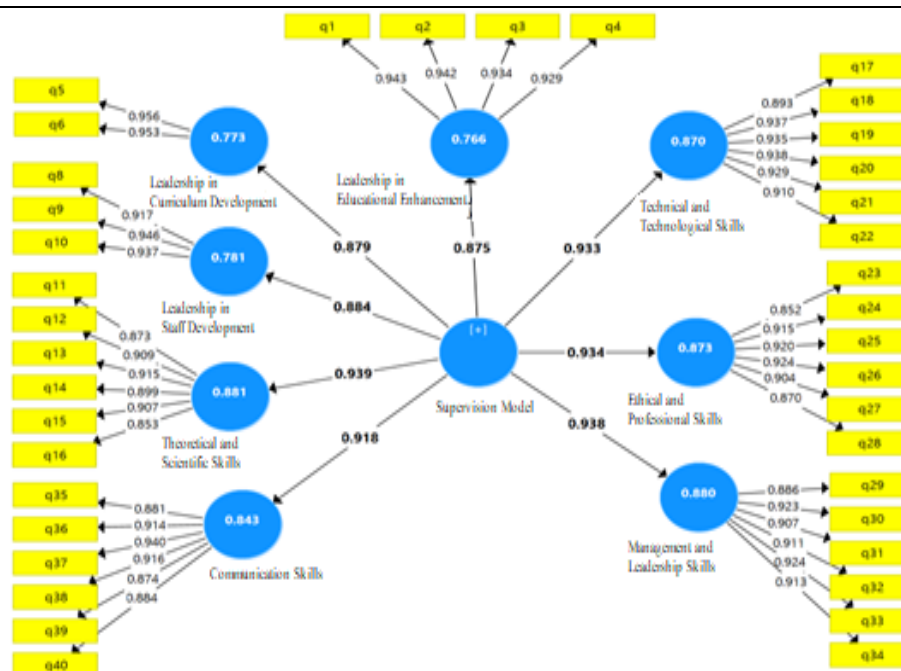 q1
q2
q3
q4
0.943
0.942
0.934
0.929
0.766
Leadership in
Educational Enhancement
q5
q6
0.956
0.953
0.773
Leadership in
Curriculum Development
q8
q9
q10
0.917
0.946
0.937
0.781
Leadership in
Staff Development
q11
q12
q13
q14
q15
q16
0.873
0.909
0.915
0.899
0.907
0.853
0.881
Theoretical and
Scientific Skills
q35
q36
q37
q38
q39
q40
0.881
0.914
0.940
0.916
0.874
0.884
0.843
Communication Skills
0.879
0.884
0.939
0.918
0.875
0.933
0.934
0.938
[+]
Supervision Model
q17
q18
q19
q20
q21
q22
0.893
0.937
0.935
0.938
0.929
0.910
0.870
Technical and
Technological Skills
q23
q24
q25
q26
q27
q28
0.852
0.915
0.920
0.924
0.904
0.870
0.873
Ethical and
Professional Skills
q29
q30
q31
q32
q33
q34
0.886
0.923
0.907
0.911
0.924
0.913
0.880
Management and
Leadership Skills